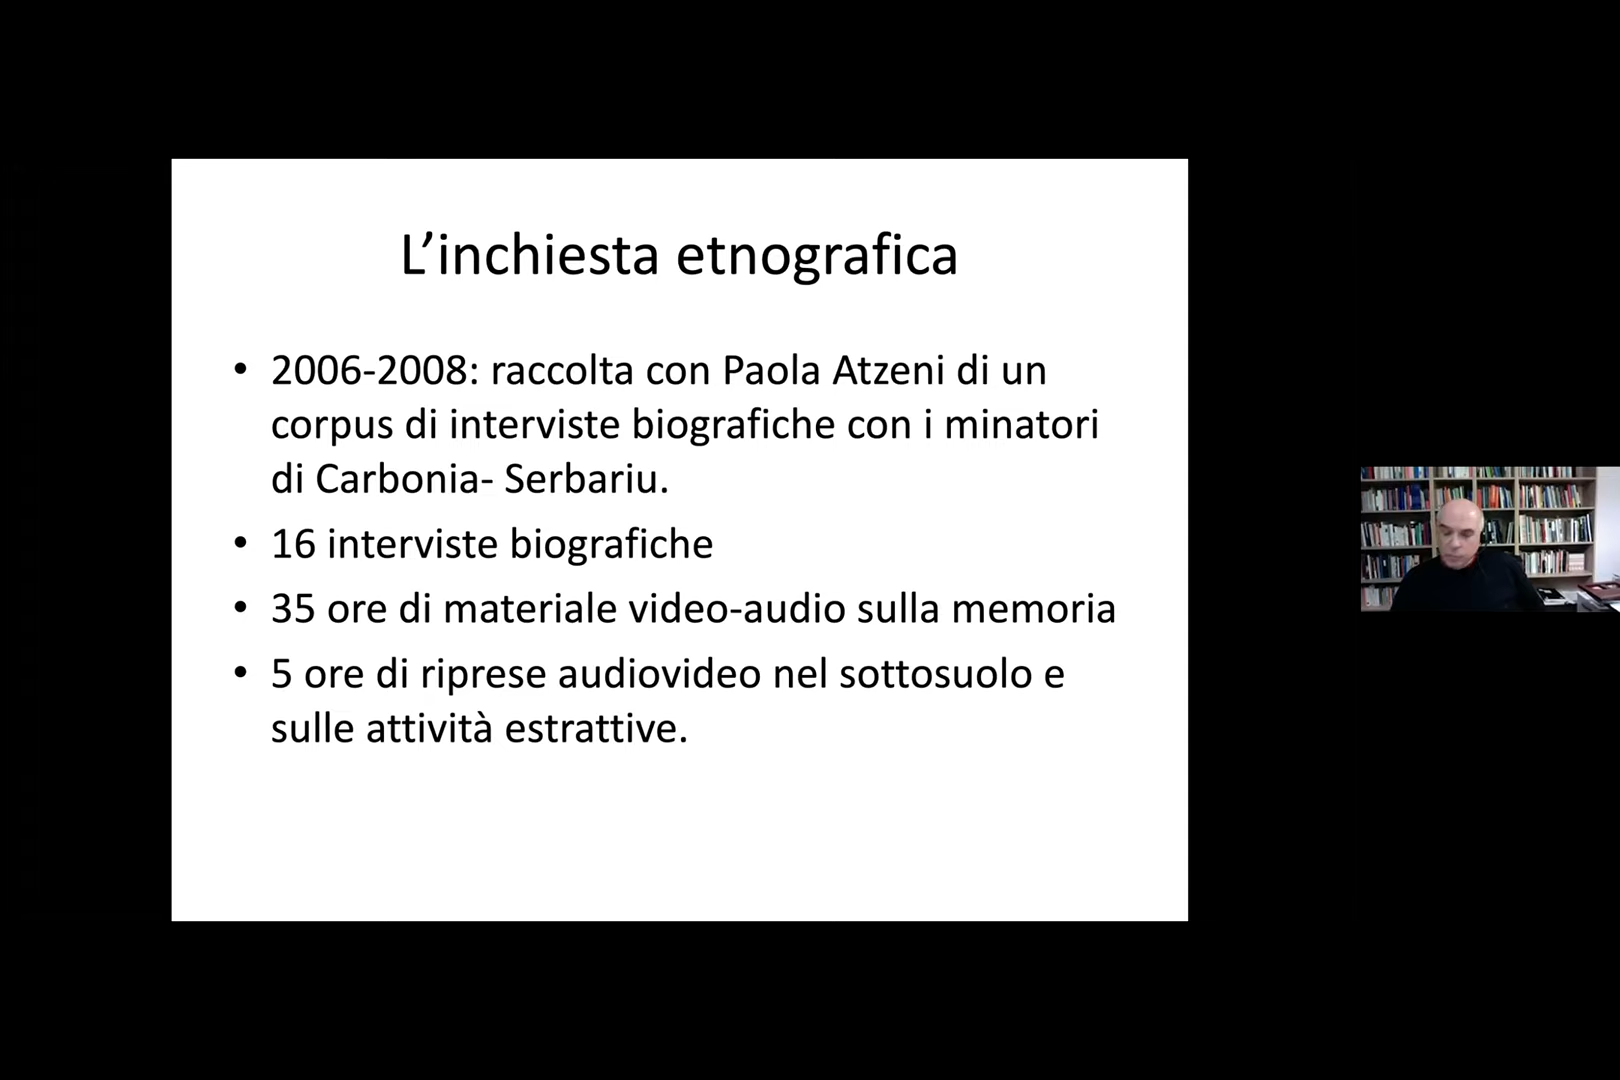 L’inchiesta etnografica
• 2006-2008: raccolta con Paola Atzeni di un
corpus di interviste biografiche con i minatori
di Carbonia- Serbariu.
• 16 interviste biografiche
• 35 ore di materiale video-audio sulla memoria
• 5 ore di riprese audiovideo nel sottosuolo e
sulle attività estrattive.